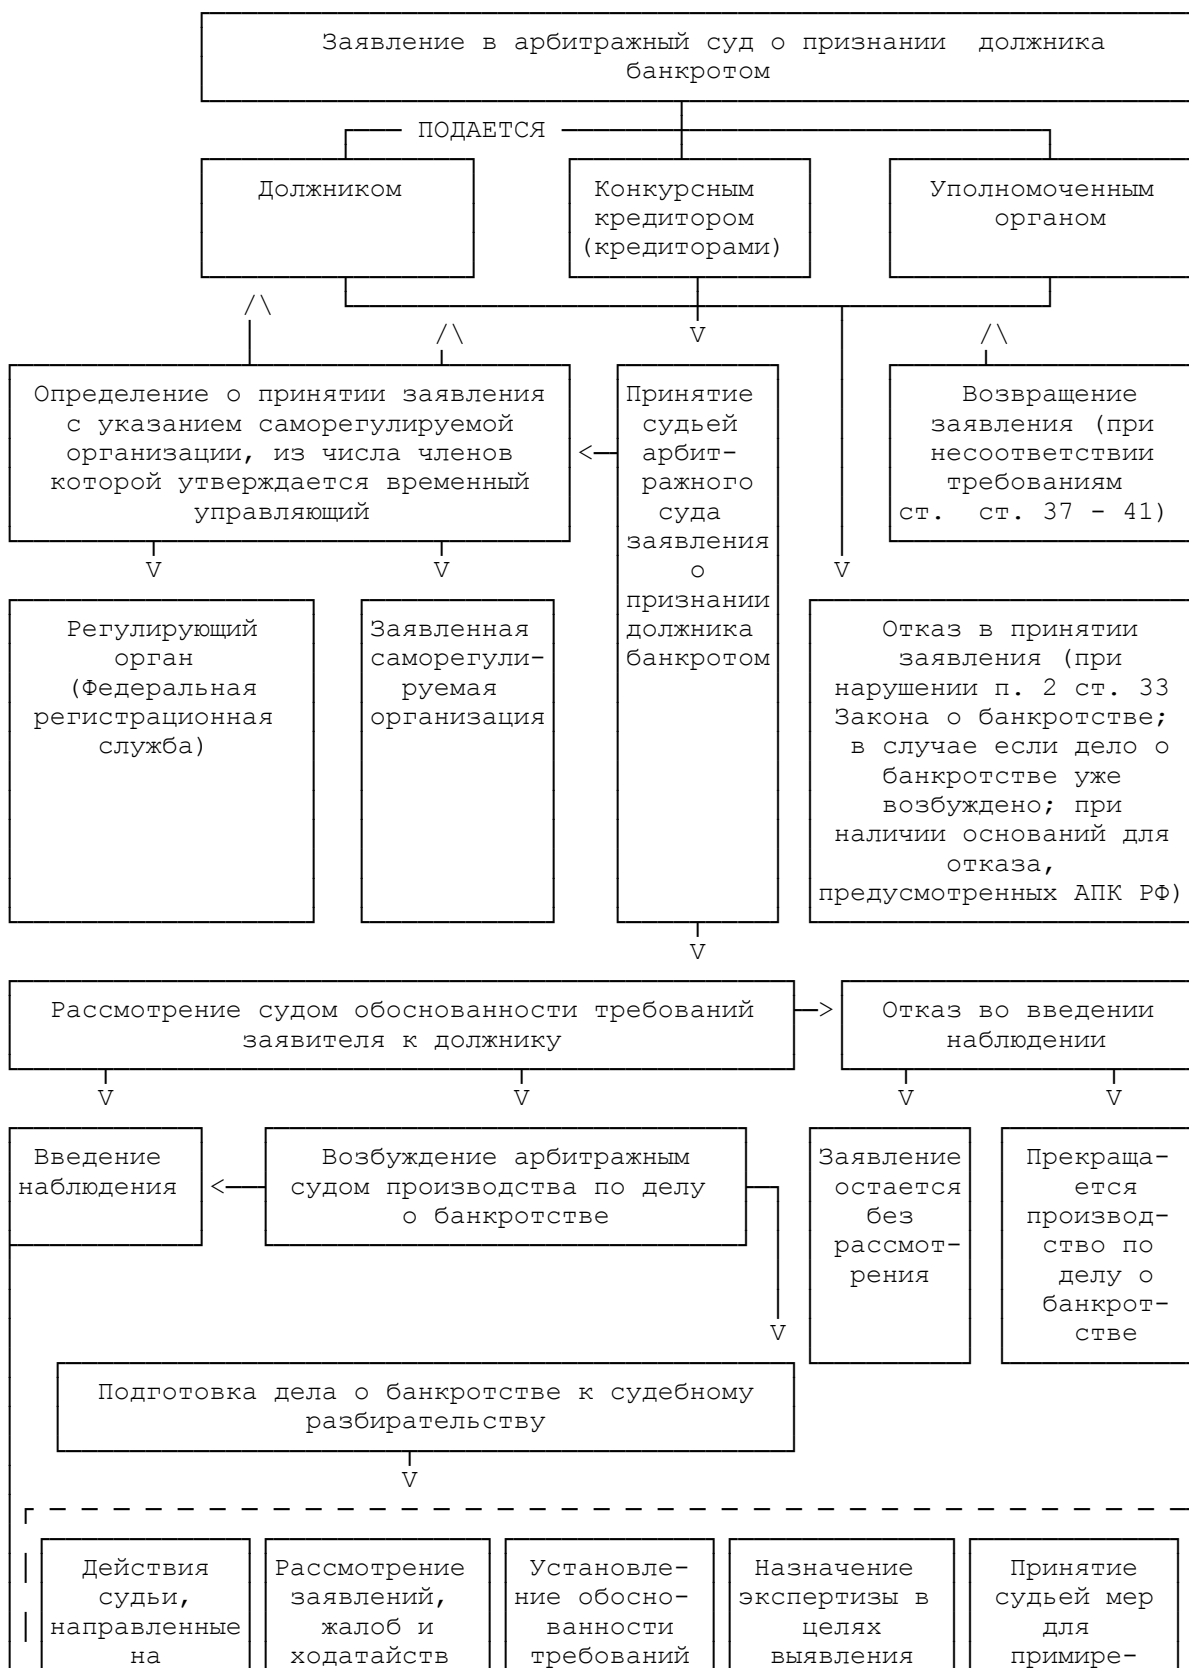 Заявление в арбитражный суд о признании должника
банкротом
ПОДАЕТСЯ
Должником
Конкурсным
кредитором
(кредиторами)
Уполномоченным
органом
Определение о принятии заявления
с указанием саморегулируемой
организации, из числа членов
которой утверждается временный
управляющий
Принятие
судьей
арбит-
ражного
суда
заявления
о
признании
должника
банкротом
Возвращение
заявления (при
несоответствии
требованиям
ст. ст. 37 - 41)
Регулирующий
орган
(Федеральная
регистрационная
служба)
Заявленная
саморегули-
руемая
организация
Отказ в принятии
заявления (при
нарушении п. 2 ст. 33
Закона о банкротстве;
в случае если дело о
банкротстве уже
возбуждено; при
наличии оснований для
отказа,
предусмотренных АПК РФ)
Рассмотрение судом обоснованности требований
заявителя к должнику
Отказ во введении
наблюдении
Введение
наблюдения
Возбуждение арбитражным
судом производства по делу
о банкротстве
Заявление
остается
без
рассмот-
рения
Прекраща-
ется
производ-
ство по
делу о
банкрот-
стве
Подготовка дела о банкротстве к судебному
разбирательству
Действия
судьи,
направленные
на
Рассмотрение
заявлений,
жалоб и
ходатайств
Установле-
ние обосно-
ванности
требований
Назначение
экспертизы в
целях
выявления
Принятие
судьей мер
для
примире-